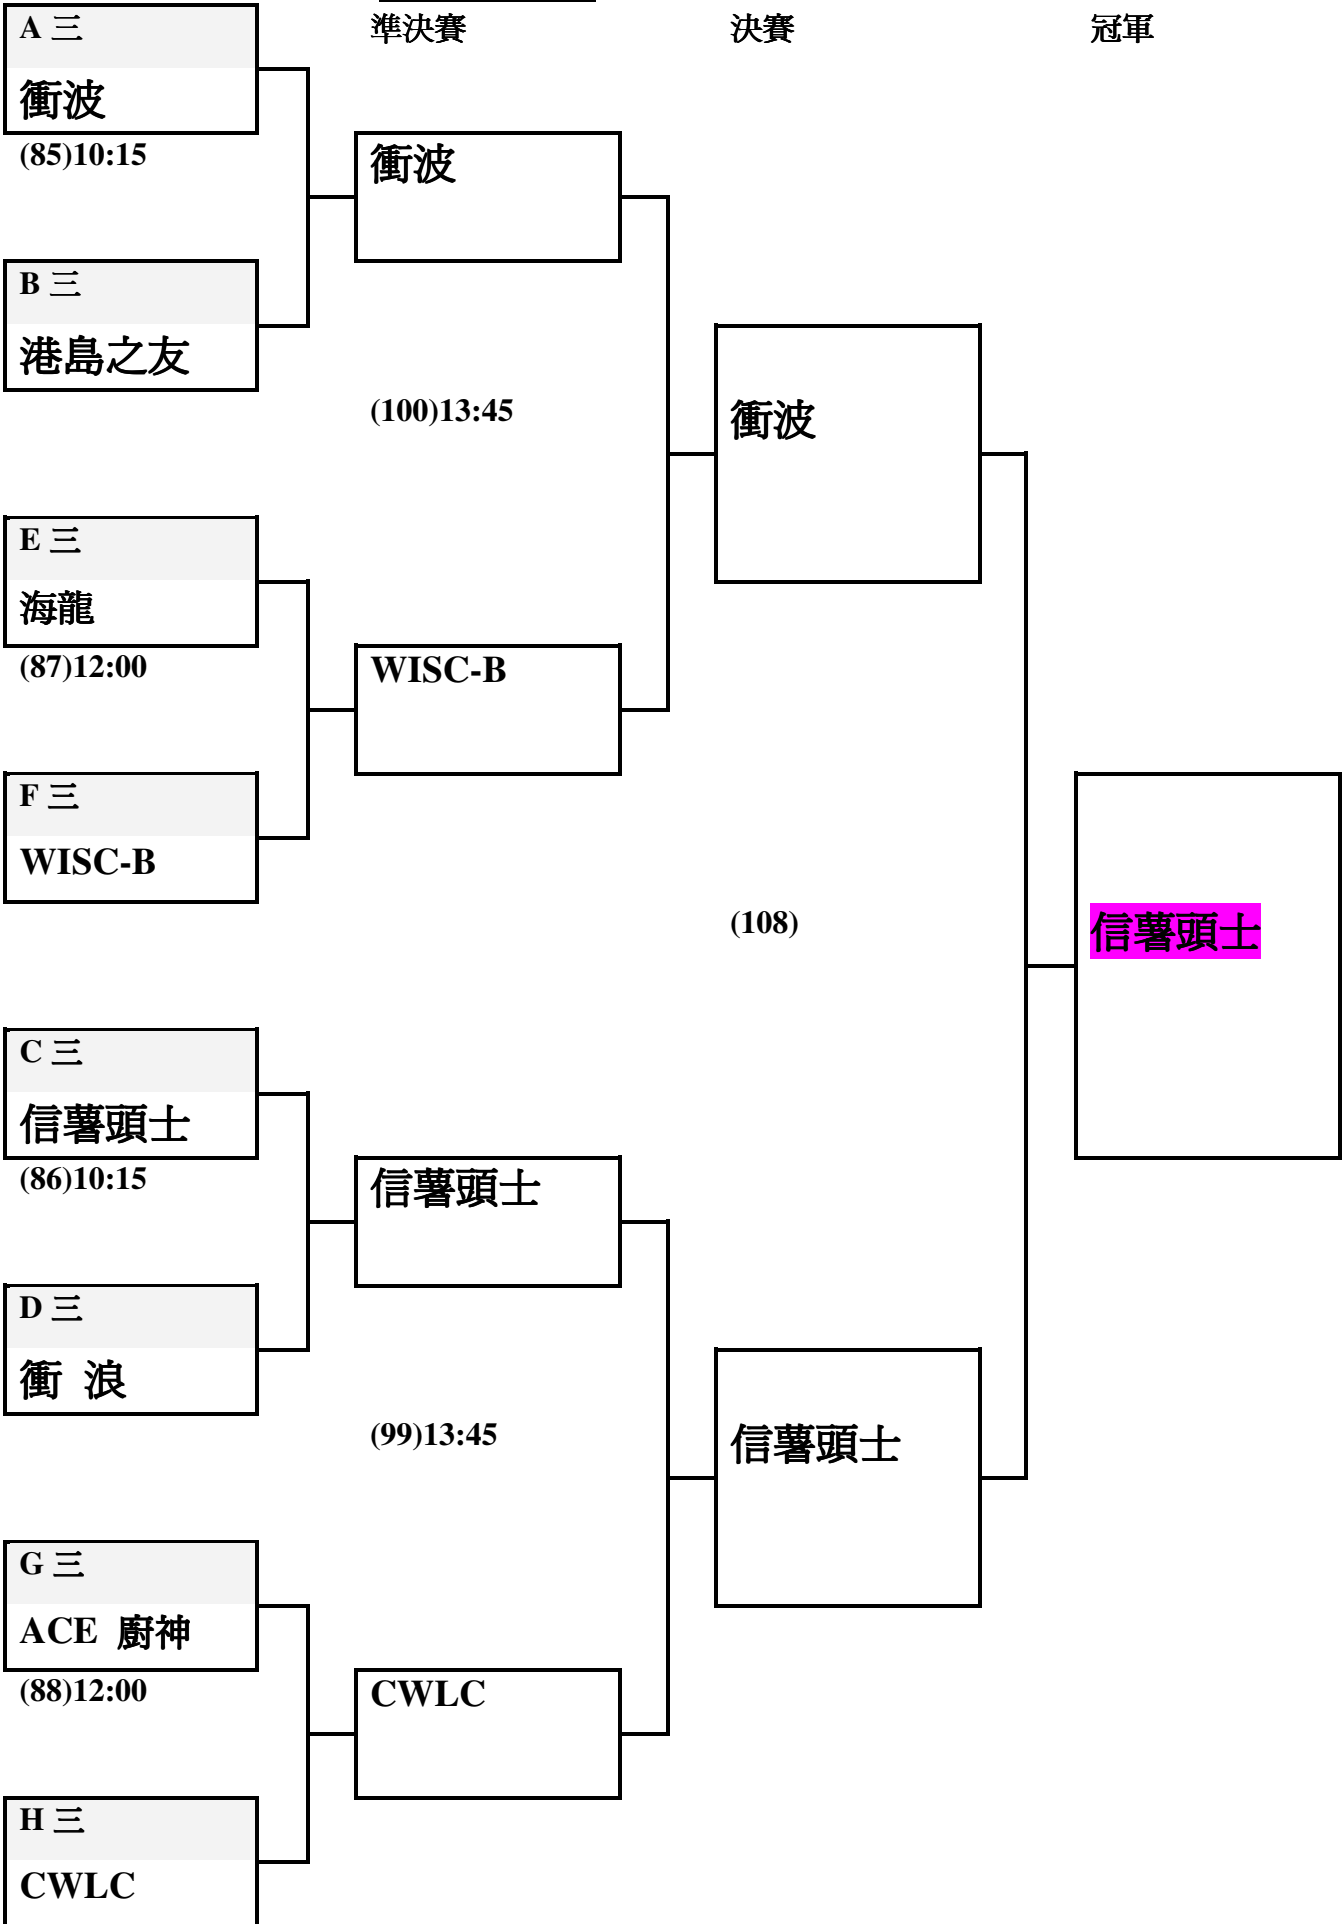 A 三
準決賽
決賽
冠軍
衝波
(85)10:15
衝波
B 三
港島之友
(100)13:45
衝波
E 三
海龍
(87)12:00
WISC-B
F 三
WISC-B
(108)
信薯頭士
C 三
信薯頭士
(86)10:15
信薯頭士
D 三
衝 浪
(99)13:45
信薯頭士
G 三
ACE 廚神
(88)12:00
CWLC
H 三
CWLC